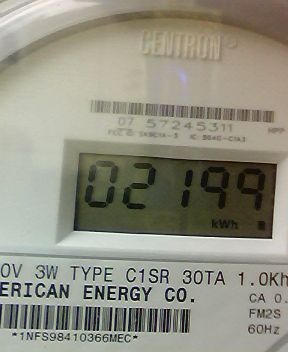 CENTRON®
07 57245311
HPP
02199
kWh
0V 3W TYPE C1SR 30TA 1.0Kh
ERICAN ENERGY CO.
CA 0.
FM2S
60Hz
*1NFS98410366MEC*